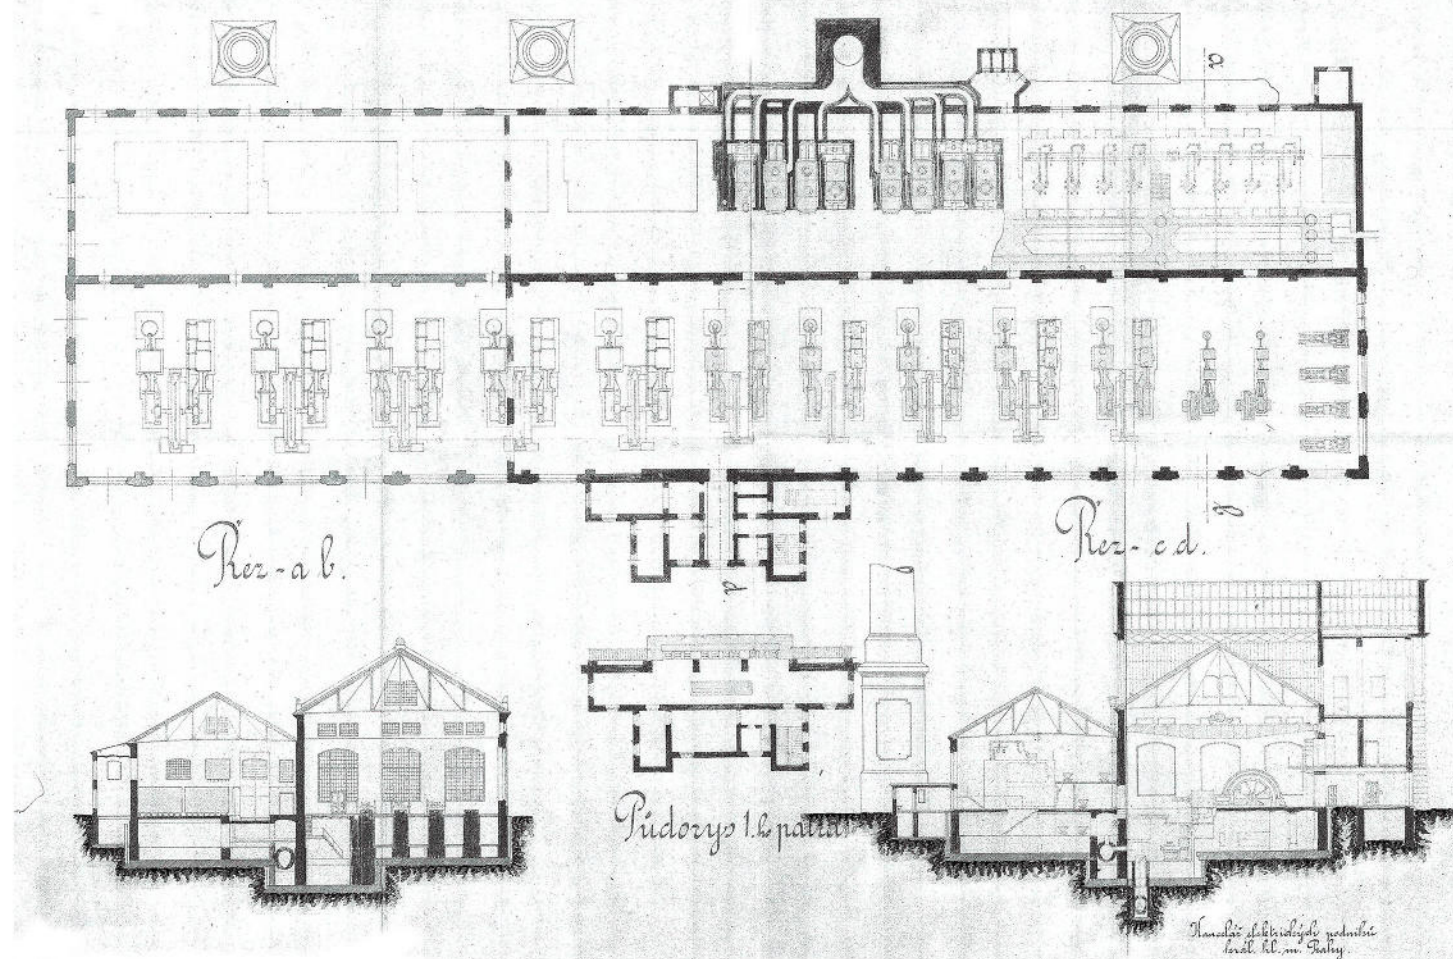 a
Řez - a b.
Řez - c d.
d
Půdorys 1. ho patra
Kancelář elektrických podniků
král. hl. m. Prahy.